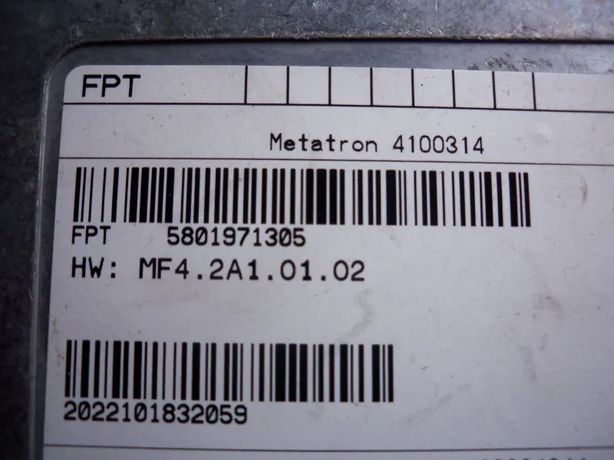 FPT
Metatron 4100314
FPT 5801971305
HW: MF4.2A1.01.02
2022101832059